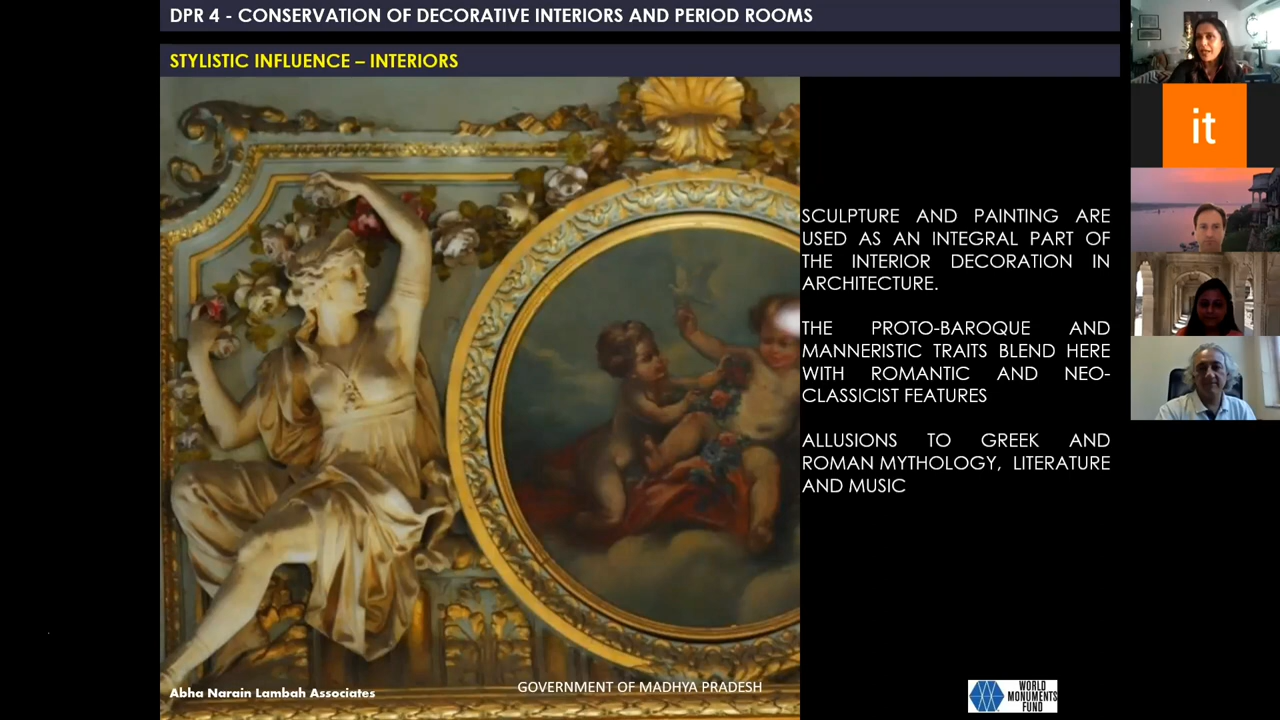 DPR 4 - CONSERVATION OF DECORATIVE INTERIORS AND PERIOD ROOMS
STYLISTIC INFLUENCE – INTERIORS
it
SCULPTURE AND PAINTING ARE
USED AS AN INTEGRAL PART OF
THE INTERIOR DECORATION IN
ARCHITECTURE.
THE PROTO-BAROQUE AND
MANNERISTIC TRAITS BLEND HERE
WITH ROMANTIC AND NEO-
CLASSICIST FEATURES
ALLUSIONS TO GREEK AND
ROMAN MYTHOLOGY, LITERATURE
AND MUSIC
Abha Narain Lambah Associates
GOVERNMENT OF MADHYA PRADESH
WORLD
MONUMENTS
FUND